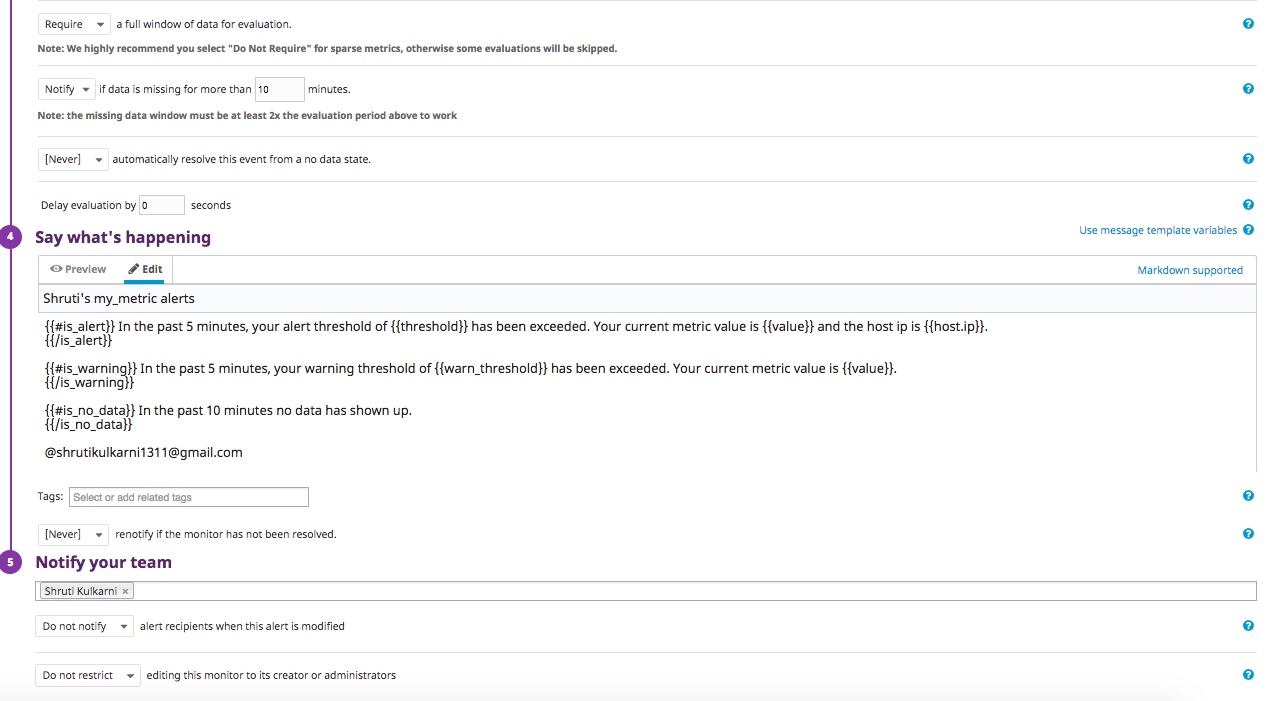 Require a full window of data for evaluation.
Note: We highly recommend you select "Do Not Require" for sparse metrics, otherwise some evaluations will be skipped.
Notify if data is missing for more than 10 minutes.
Note: the missing data window must be at least 2x the evaluation period above to work
[Never] automatically resolve this event from a no data state.
Delay evaluation by 0 seconds
4 Say what's happening
Use message template variables
Preview Edit
Markdown supported
Shruti's my_metric alerts
{{#is_alert}} In the past 5 minutes, your alert threshold of {{threshold}} has been exceeded. Your current metric value is {{value}} and the host ip is {{host.ip}}.
{{/is_alert}}
{{#is_warning}} In the past 5 minutes, your warning threshold of {{warn_threshold}} has been exceeded. Your current metric value is {{value}}.
{{/is_warning}}
{{#is_no_data}} In the past 10 minutes no data has shown up.
{{/is_no_data}}
@shrutikulkarni1311@gmail.com
Tags: Select or add related tags
[Never] renotify if the monitor has not been resolved.
5 Notify your team
Shruti Kulkarni ×
Do not notify alert recipients when this alert is modified
Do not restrict editing this monitor to its creator or administrators